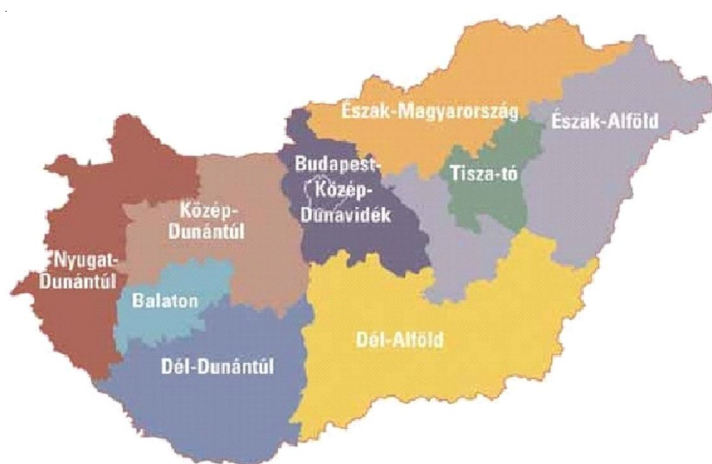 Észak-Magyarország
Észak-Alföld
Budapest-
Közép-
Dunavidék
Tisza-tó
Közép-
Dunántúl
Nyugat-
Dunántúl
Balaton
Dél-Alföld
Dél-Dunántúl